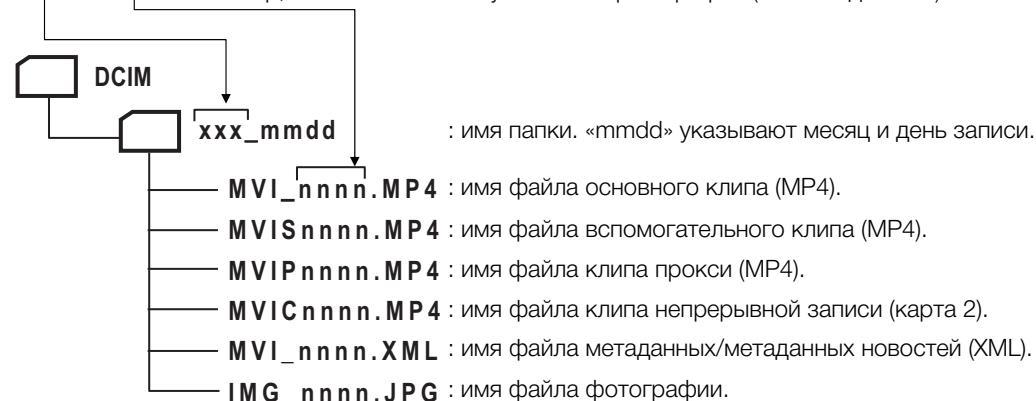 DCIM
xxx_mmdd : имя папки. «mmdd» указывают месяц и день записи.
MVI_nnnn.MP4 : имя файла основного клипа (MP4).
MVISnnnn.MP4 : имя файла вспомогательного клипа (MP4).
MVIPnnnn.MP4 : имя файла клипа прокси (MP4).
MVICnnnn.MP4 : имя файла клипа непрерывной записи (карта 2).
MVI_nnnn.XML : имя файла метаданных/метаданных новостей (XML).
IMG_nnnn.JPG : имя файла фотографии.